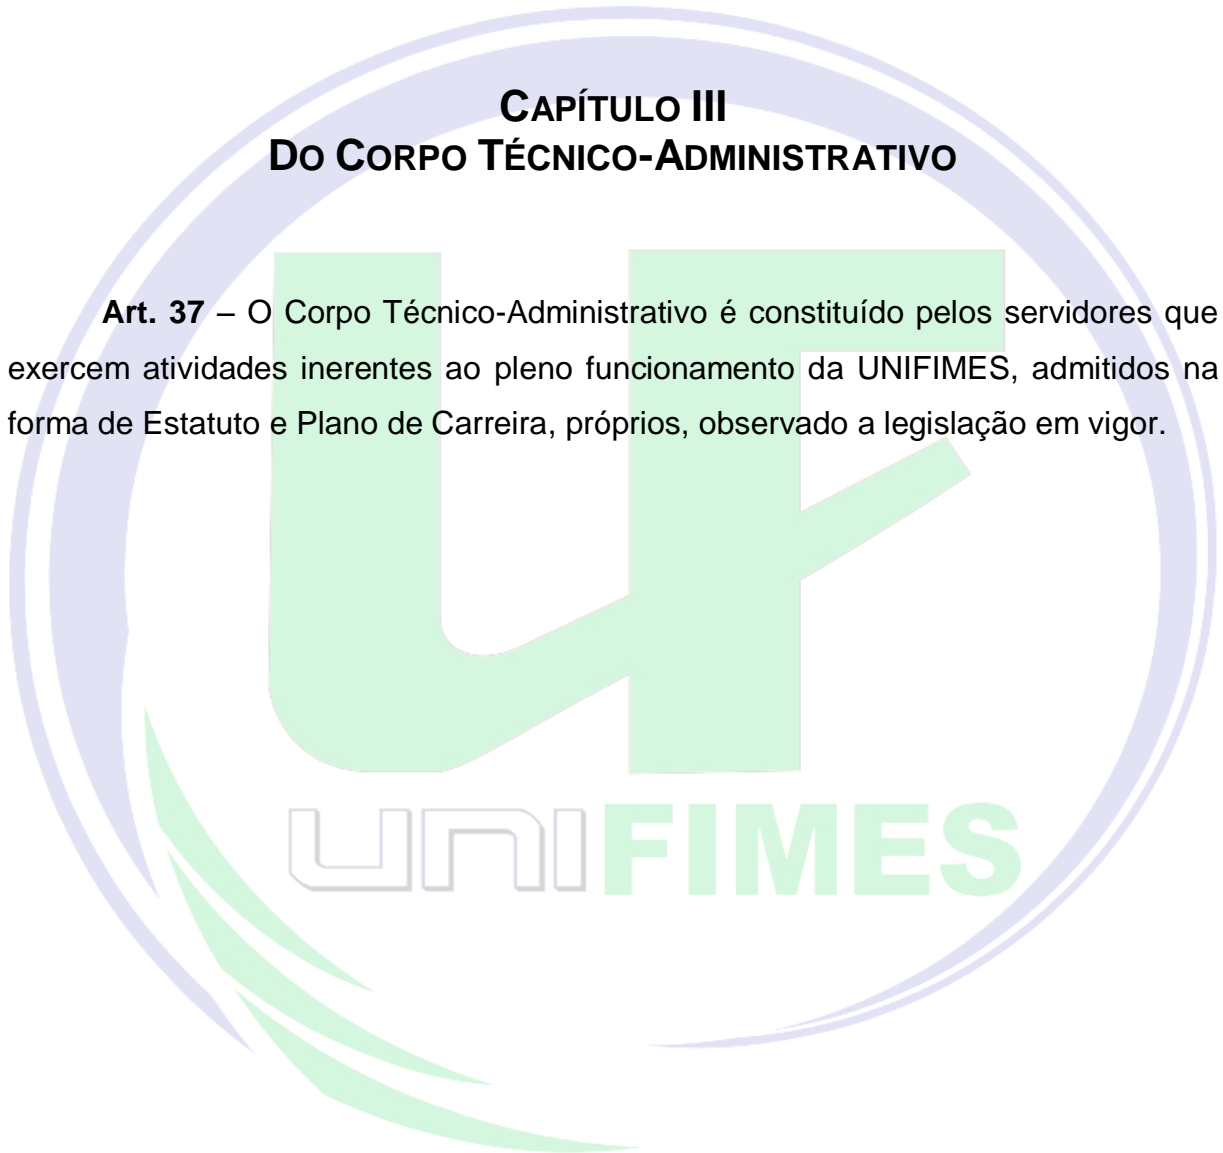 CAPÍTULO III
DO CORPO TÉCNICO-ADMINISTRATIVO
Art. 37 – O Corpo Técnico-Administrativo é constituído pelos servidores que
exercem atividades inerentes ao pleno funcionamento da UNIFIMES, admitidos na
forma de Estatuto e Plano de Carreira, próprios, observado a legislação em vigor.
UF
UNIFIMES